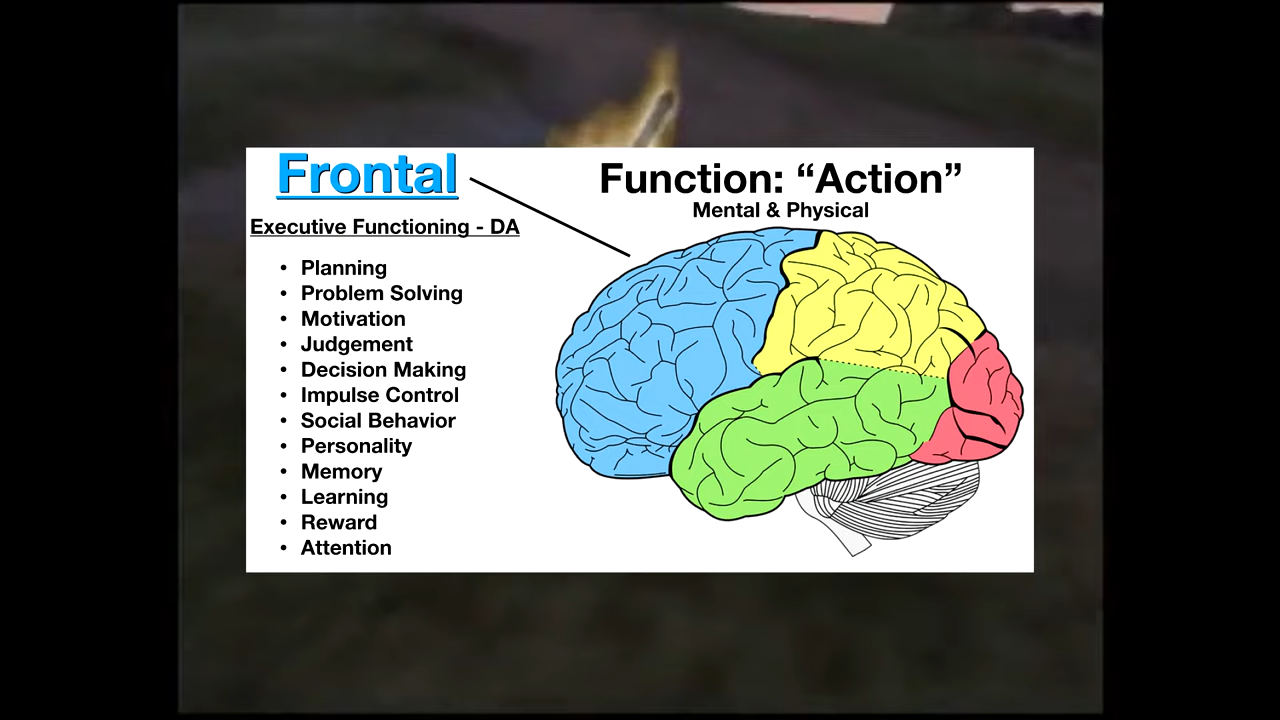 Frontal
Function: “Action”
Mental & Physical
Executive Functioning - DA
• Planning
• Problem Solving
• Motivation
• Judgement
• Decision Making
• Impulse Control
• Social Behavior
• Personality
• Memory
• Learning
• Reward
• Attention